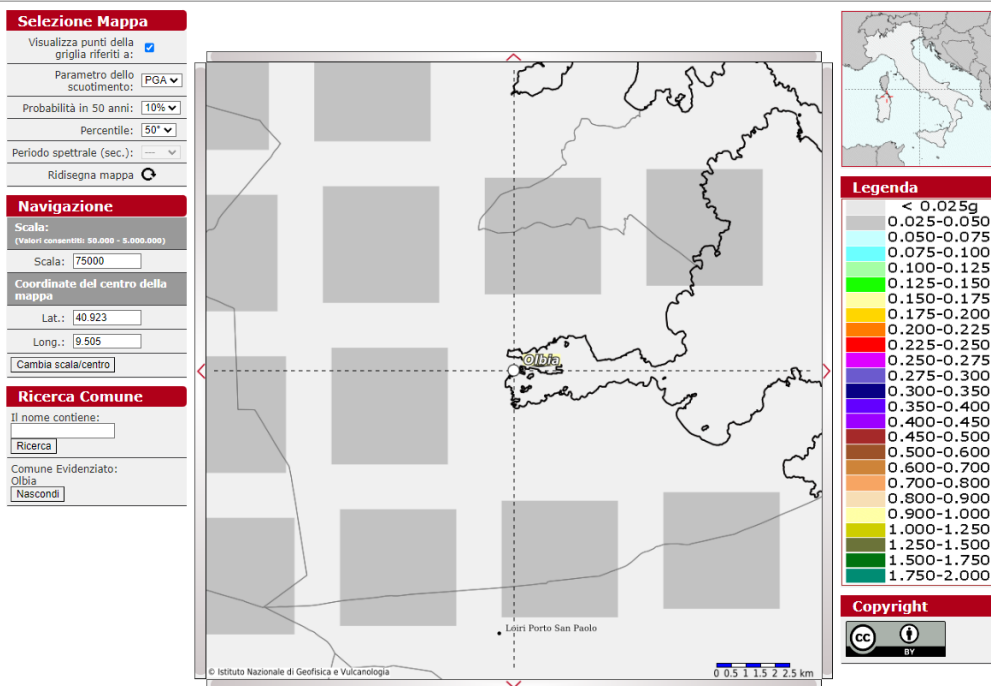 Selezione Mappa
Visualizza punti della
griglia riferiti a:
Parametro dello
scuotimento:
PGA
Probabilità in 50 anni:
10%
Percentile:
50°
Periodo spettrale (sec.):
---
Ridisegna mappa
Navigazione
Scala:
(Valori consentiti: 50.000 - 5.000.000)
Scala:
75000
Coordinate del centro della
mappa
Lat.:
40.923
Long.:
9.505
Cambia scala/centro
Ricerca Comune
Il nome contiene:
Ricerca
Comune Evidenziato:
Olbia
Nascondi
Olbia
Loiri Porto San Paolo
© Istituto Nazionale di Geofisica e Vulcanologia
0 0.5 1 1.5 2 2.5 km
Legenda
< 0.025g
0.025-0.050
0.050-0.075
0.075-0.100
0.100-0.125
0.125-0.150
0.150-0.175
0.175-0.200
0.200-0.225
0.225-0.250
0.250-0.275
0.275-0.300
0.300-0.350
0.350-0.400
0.400-0.450
0.450-0.500
0.500-0.600
0.600-0.700
0.700-0.800
0.800-0.900
0.900-1.000
1.000-1.250
1.250-1.500
1.500-1.750
1.750-2.000
Copyright
cc
BY